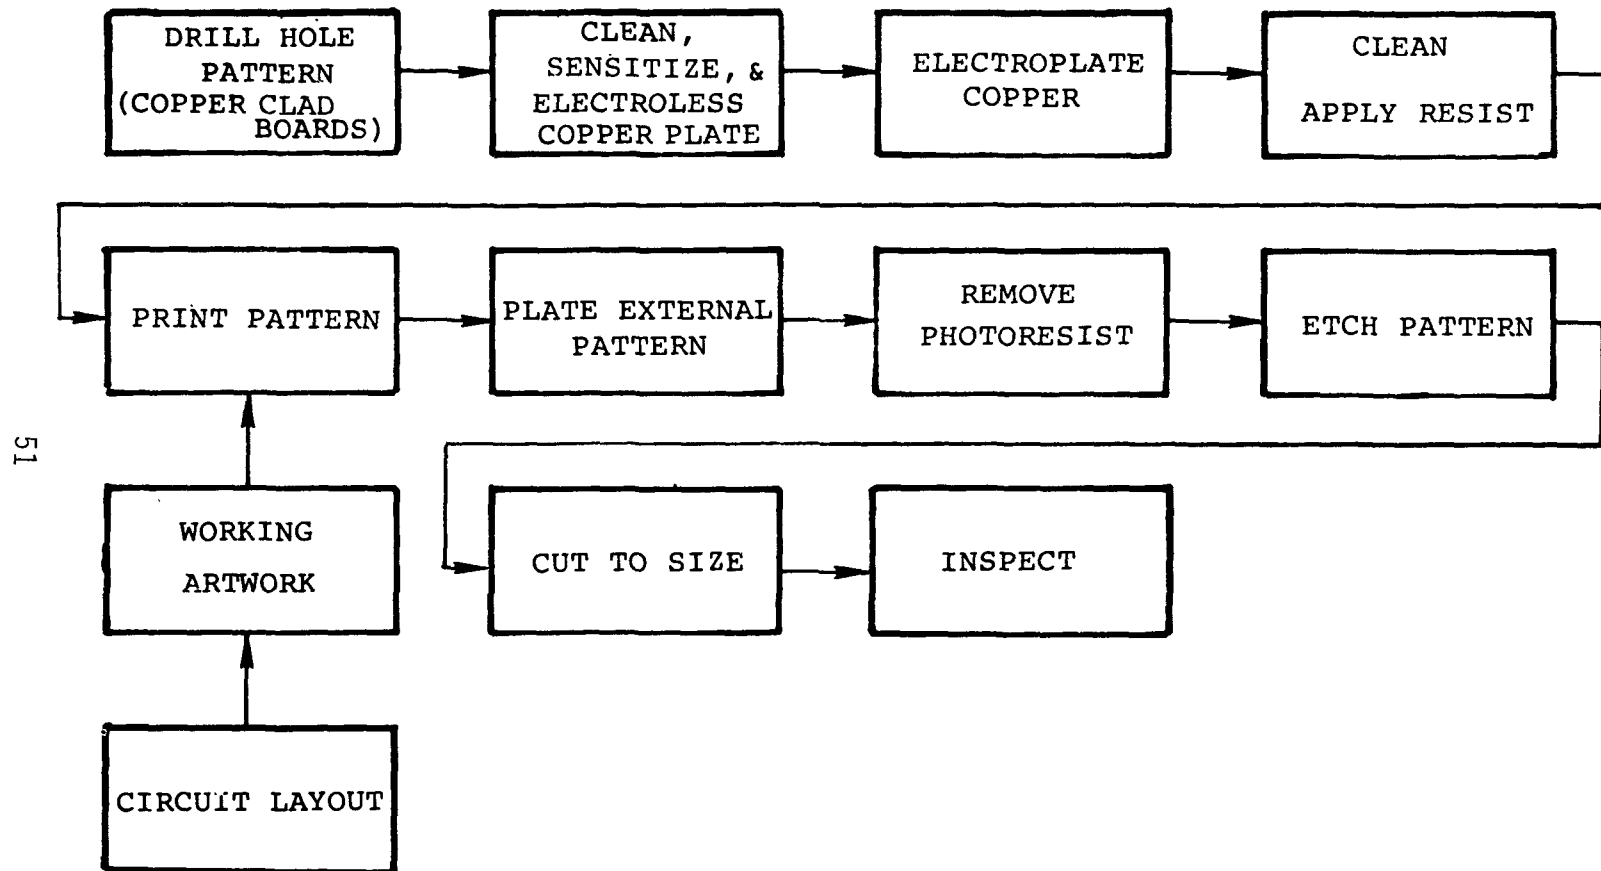 DRILL HOLE
PATTERN
(COPPER CLAD
BOARDS)
CLEAN,
SENSITIZE, &
ELECTROLESS
COPPER PLATE
ELECTROPLATE
COPPER
CLEAN
APPLY RESIST
PRINT PATTERN
PLATE EXTERNAL
PATTERN
REMOVE
PHOTORESIST
ETCH PATTERN
51
WORKING
ARTWORK
CUT TO SIZE
INSPECT
CIRCUIT LAYOUT